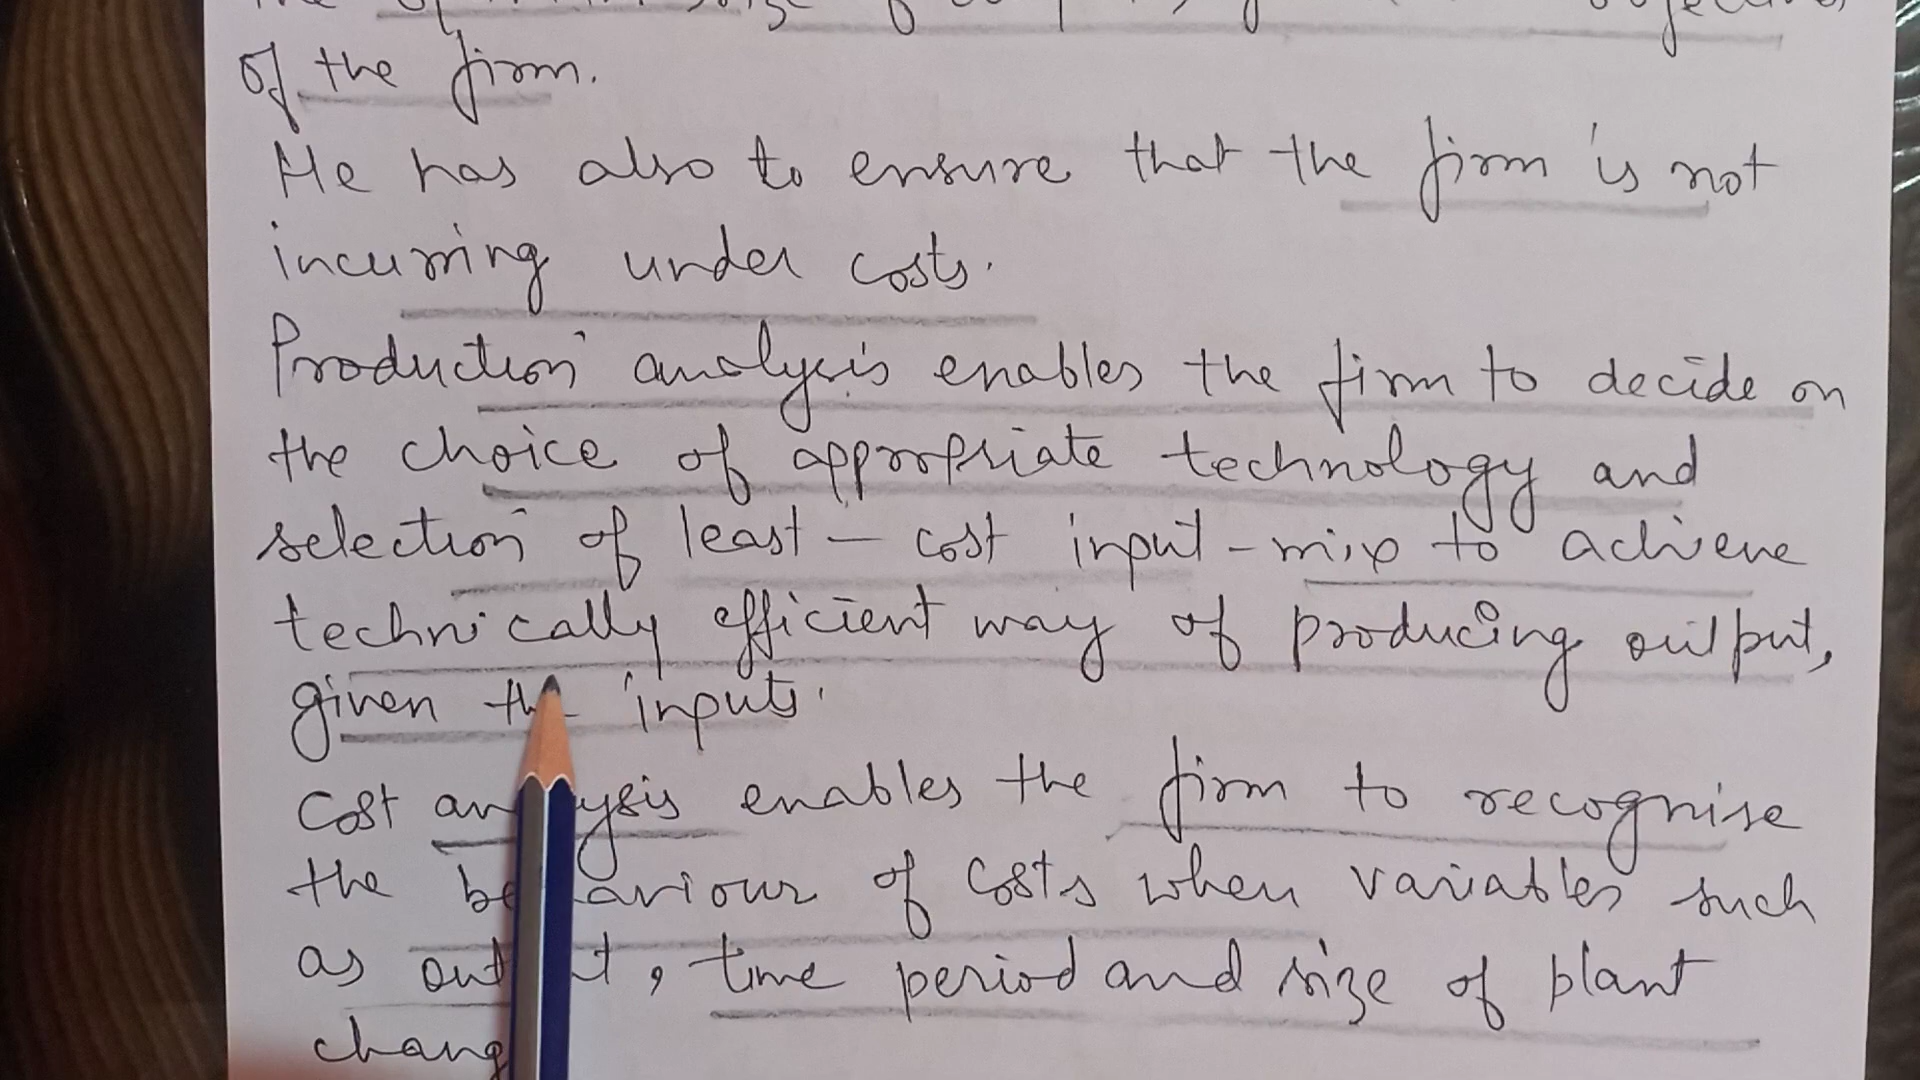 of the firm.
He has also to ensure that the firm is not
incurring under costs.
Production analysis enables the firm to decide on
the choice of appropriate technology and
selection of least - cost input - mix to achieve
technically efficient way of producing output,
given the inputs.
Cost analysis enables the firm to recognise
the behaviour of costs when variables such
as output, time period and size of plant